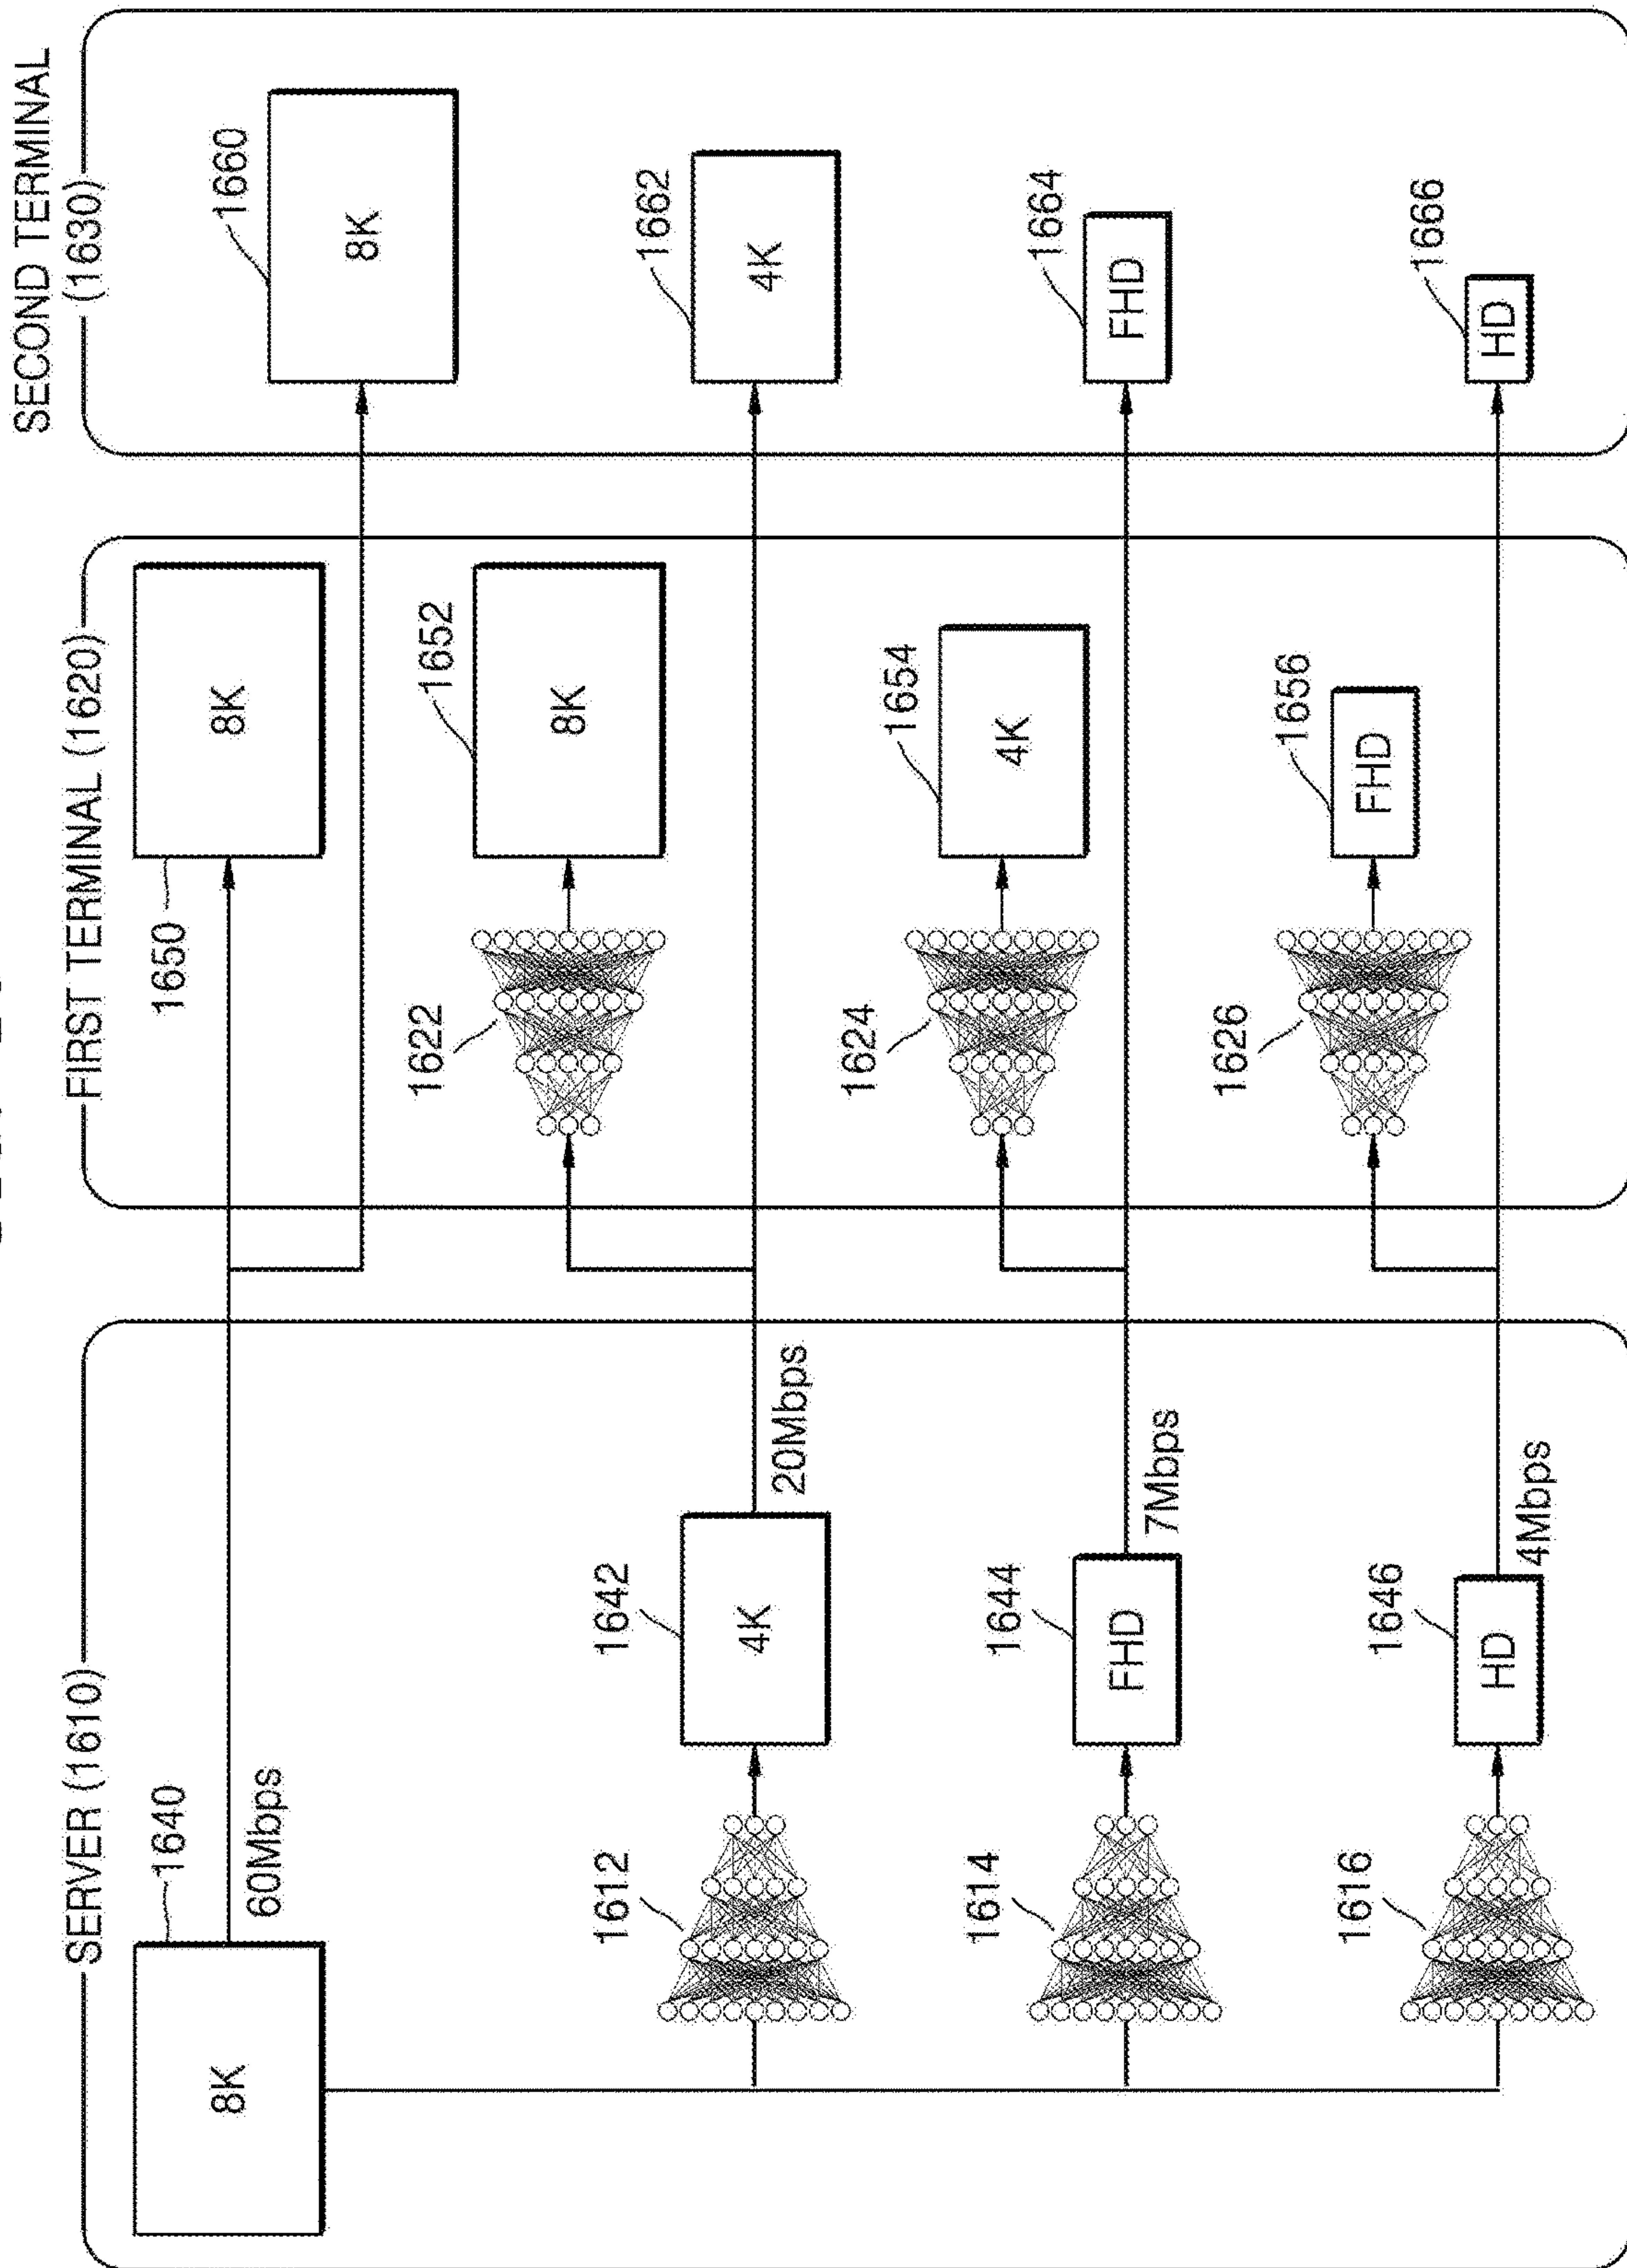 SERVER (1610)
1640
8K
60Mbps
1612
1642
4K
20Mbps
1614
1644
FHD
7Mbps
1616
1646
HD
4Mbps
FIRST TERMINAL (1620)
1650
8K
1622
1652
8K
1624
1654
4K
1626
1656
FHD
SECOND TERMINAL
(1630)
1660
8K
1662
4K
1664
FHD
1666
HD